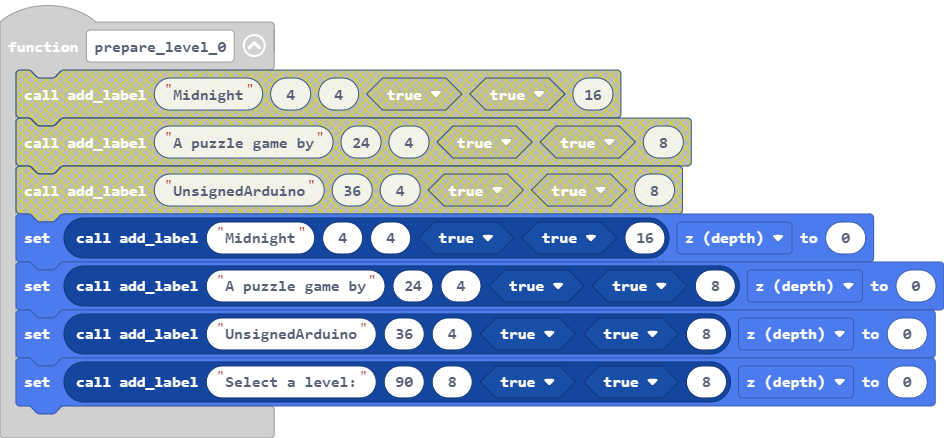 function prepare_level_0
call add_label "Midnight" 4 4 true true 16
call add_label "A puzzle game by" 24 4 true true 8
call add_label "UnsignedArduino" 36 4 true true 8
set call add_label "Midnight" 4 4 true true 16 z (depth) to 0
set call add_label "A puzzle game by" 24 4 true true 8 z (depth) to 0
set call add_label "UnsignedArduino" 36 4 true true 8 z (depth) to 0
set call add_label "Select a level:" 90 8 true true 8 z (depth) to 0